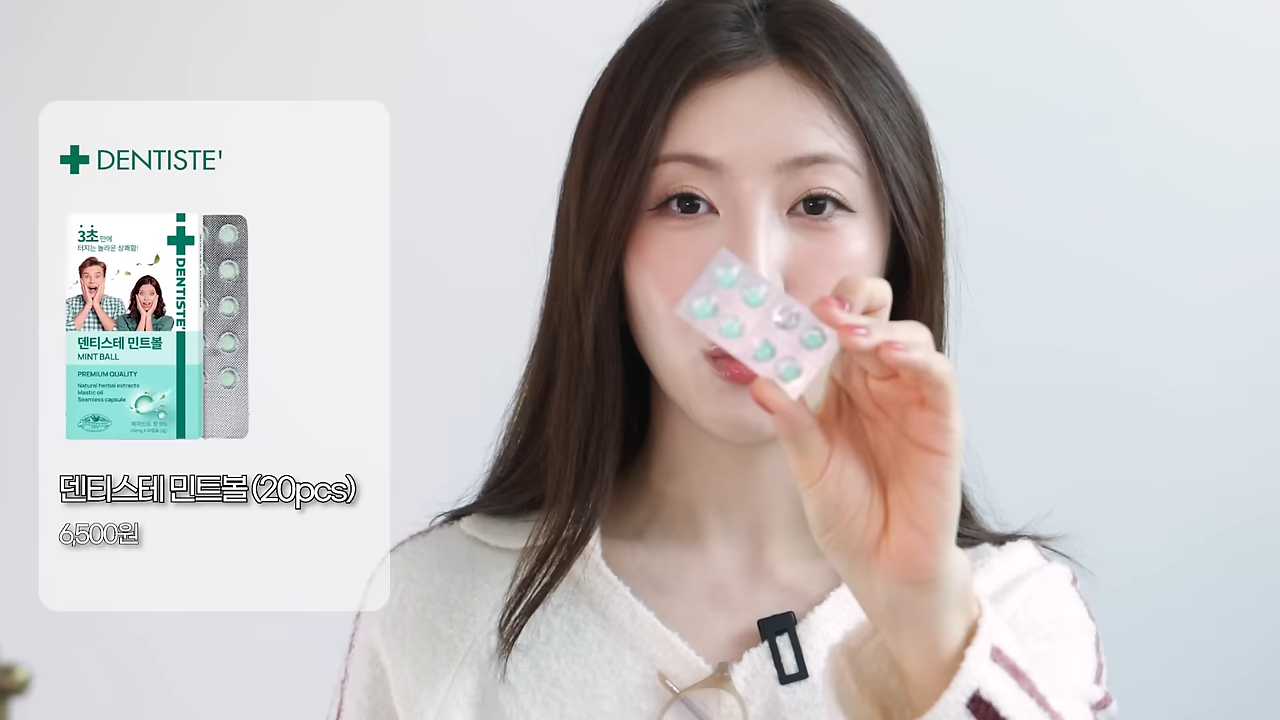 DENTISTE'
3초 만에
터지는 놀라운 상쾌함!
DENTISTE'
덴티스테 민트볼
MINT BALL
PREMIUM QUALITY
Natural herbal extracts
Mastic oil
Seamless capsule
덴티스테 민트볼 (20pcs)
6,500원